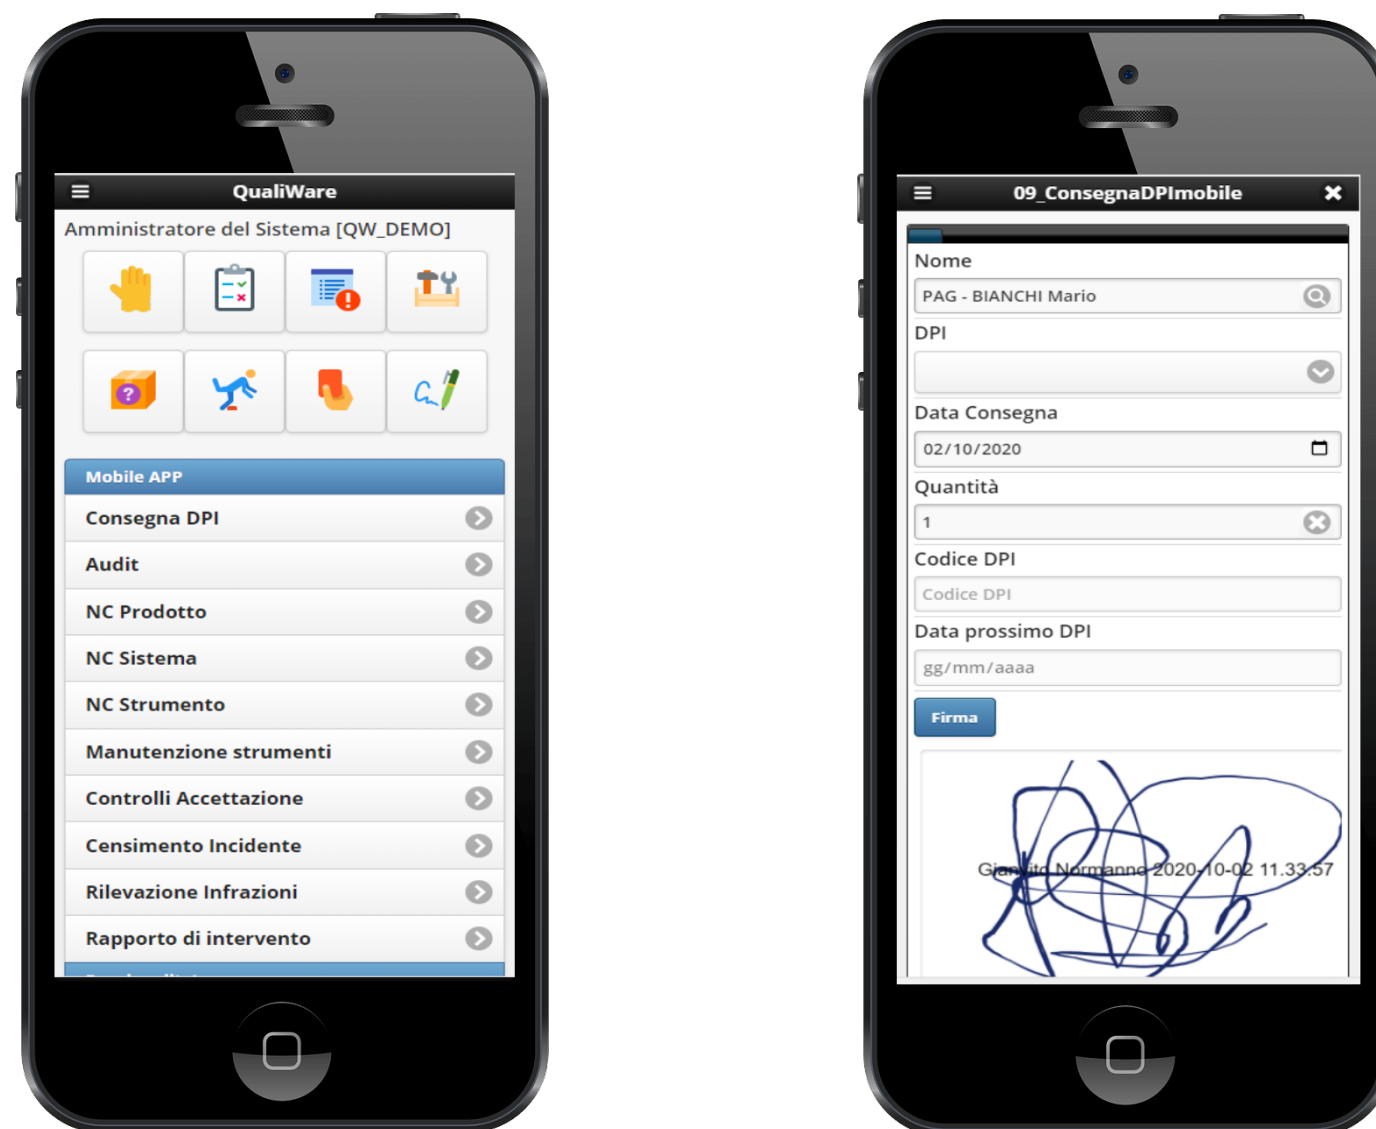 QualiWare
Amministratore del Sistema [QW_DEMO]
Mobile APP
Consegna DPI
Audit
NC Prodotto
NC Sistema
NC Strumento
Manutenzione strumenti
Controlli Accettazione
Censimento Incidente
Rilevazione Infrazioni
Rapporto di intervento
09_ConsegnaDPImobile
Nome
PAG - BIANCHI Mario
DPI
Data Consegna
02/10/2020
Quantità
1
Codice DPI
Codice DPI
Data prossimo DPI
gg/mm/aaaa
Firma
Gianvito Normanno 2020-10-02 11.33.57